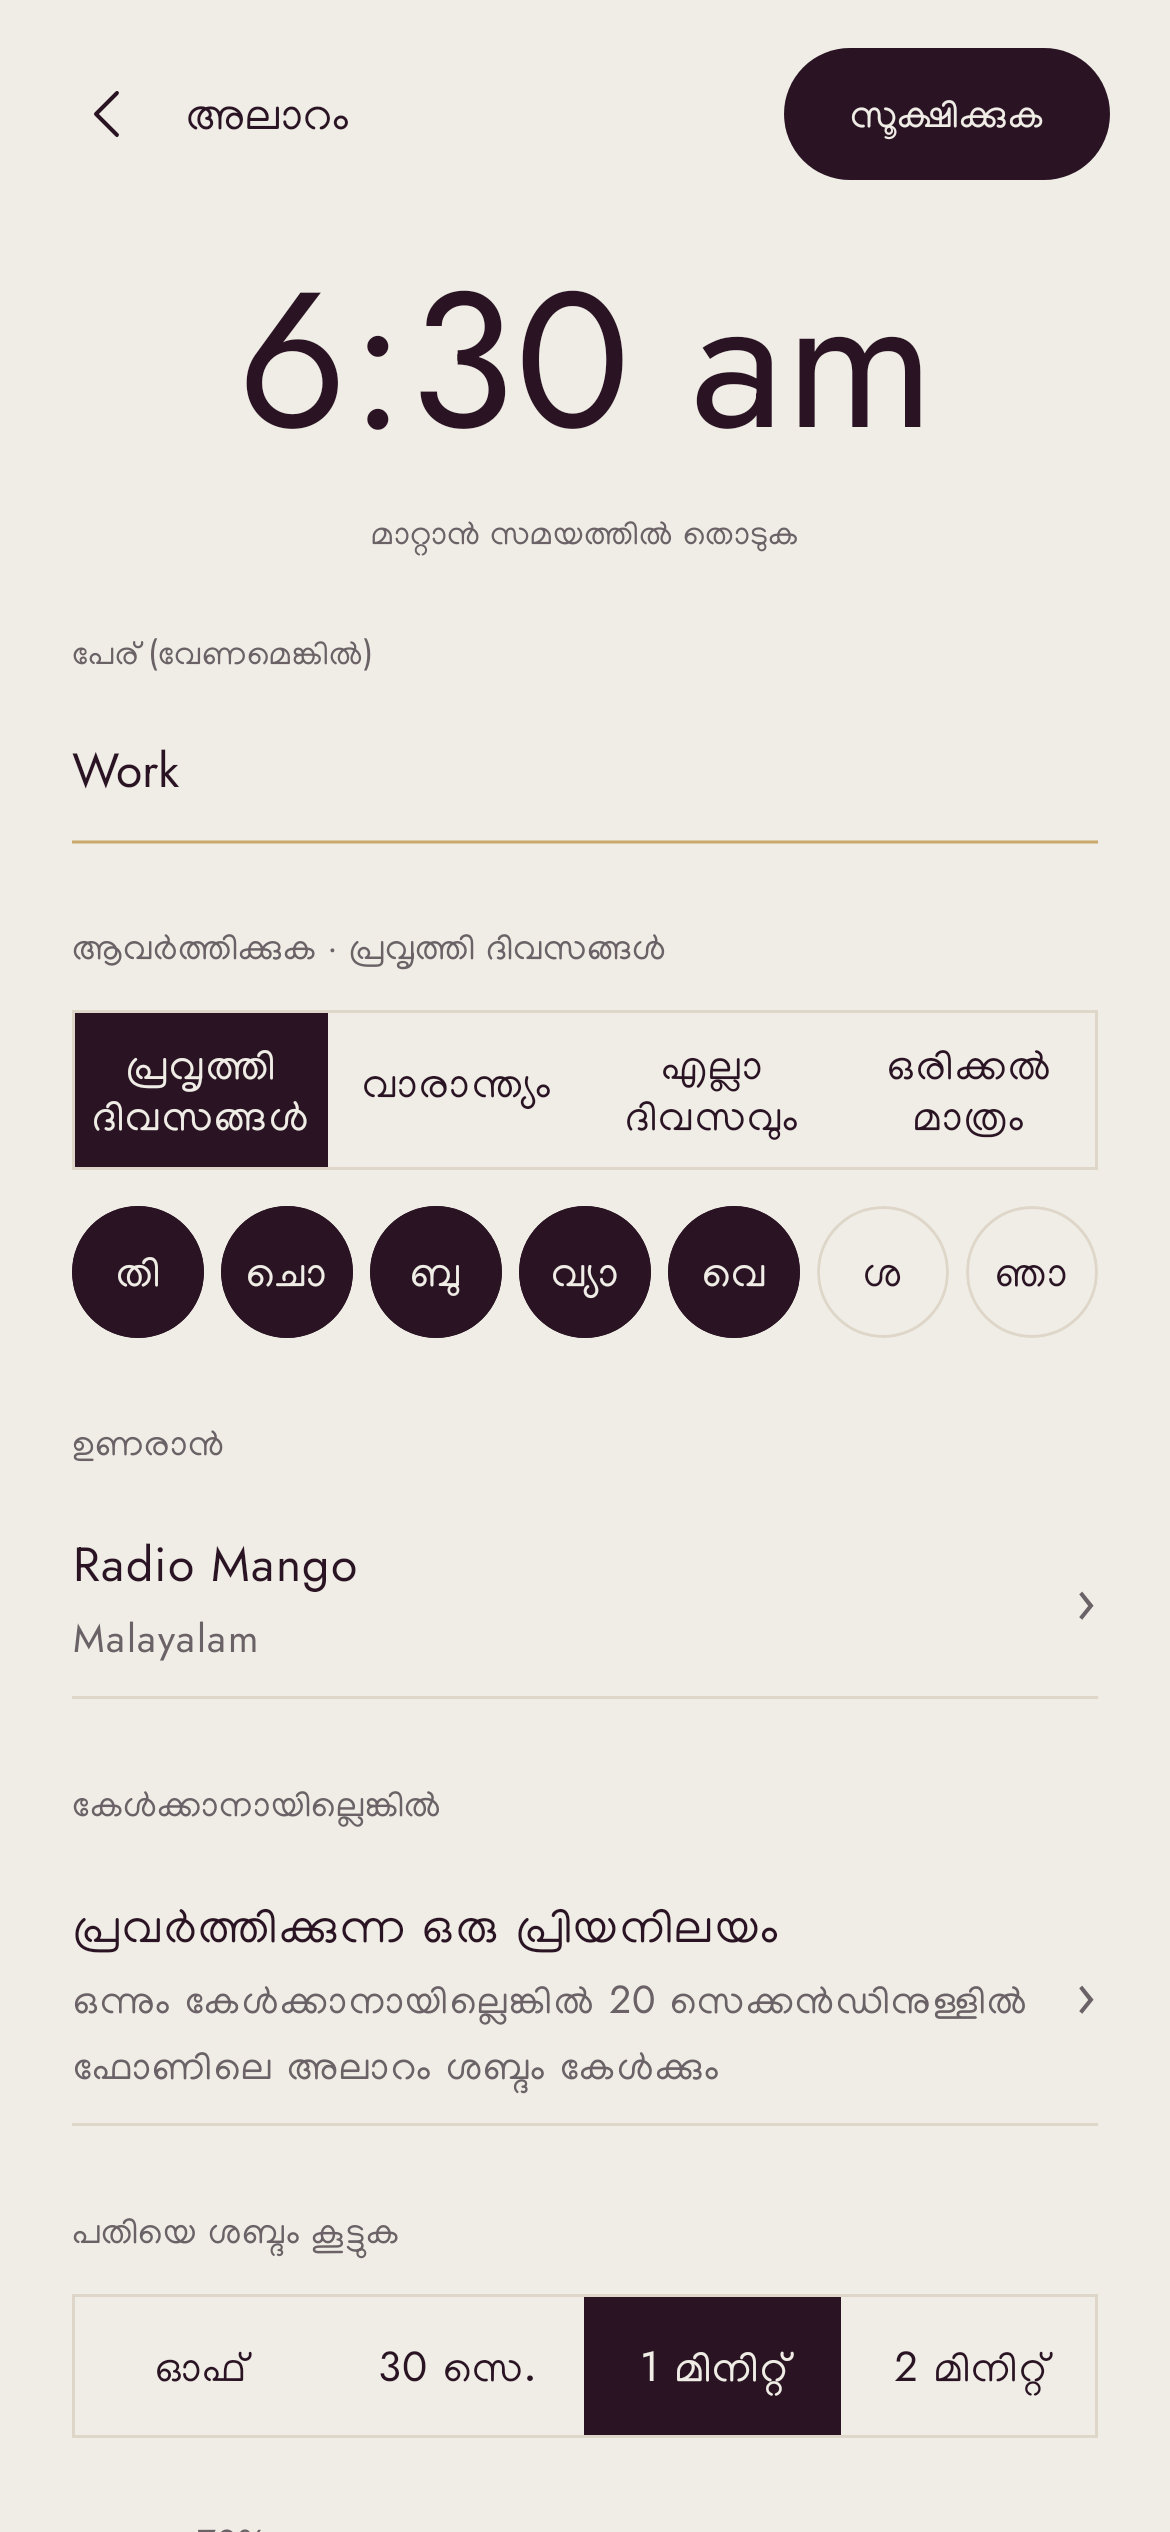 അലാറം
സൂക്ഷിക്കുക
6:30 am
മാറ്റാൻ സമയത്തിൽ തൊടുക
പേര് (വേണമെങ്കിൽ)
Work
ആവർത്തിക്കുക · പ്രവൃത്തി ദിവസങ്ങൾ
പ്രവൃത്തി
ദിവസങ്ങൾ
വാരാന്ത്യം
എല്ലാ
ദിവസവും
ഒരിക്കൽ
മാത്രം
തി ചൊ ബു വ്യാ വെ ശ ഞാ
ഉണരാൻ
Radio Mango
Malayalam
കേൾക്കാനായില്ലെങ്കിൽ
പ്രവർത്തിക്കുന്ന ഒരു പ്രിയനിലയം
ഒന്നും കേൾക്കാനായില്ലെങ്കിൽ 20 സെക്കൻഡിനുള്ളിൽ
ഫോണിലെ അലാറം ശബ്ദം കേൾക്കും
പതിയെ ശബ്ദം കൂട്ടുക
ഓഫ് 30 സെ. 1 മിനിറ്റ് 2 മിനിറ്റ്